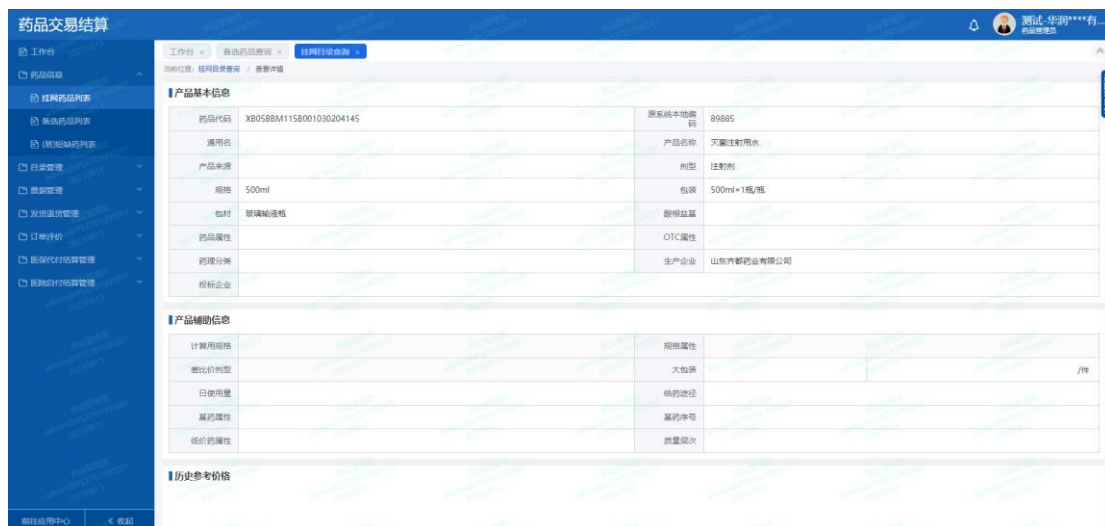 药品交易结算
测试-华润****有...
药品管理员
工作台
药品信息
挂网药品列表
备选药品列表
(易)短缺药列表
目录管理
票据管理
发货退货管理
订单评价
医保代付结算管理
医院自付结算管理
前往应用中心 《 收起
工作台 × 备选药品查询 × 挂网目录查询 ×
当前位置: 挂网目录查询 / 查看详情
产品基本信息
药品代码 XB05BBM115B001030204145 原系统本地编码 89885
通用名 产品名称 灭菌注射用水
产品来源 剂型 注射剂
规格 500ml 包装 500ml×1瓶/瓶
包材 玻璃输液瓶 酸根盐基
药品属性 OTC属性
药理分类 生产企业 山东齐都药业有限公司
投标企业
产品辅助信息
计算用规格 规格属性
差比价剂型 大包装 /件
日使用量 给药途径
基药属性 基药序号
低价药属性 质量层次
历史参考价格